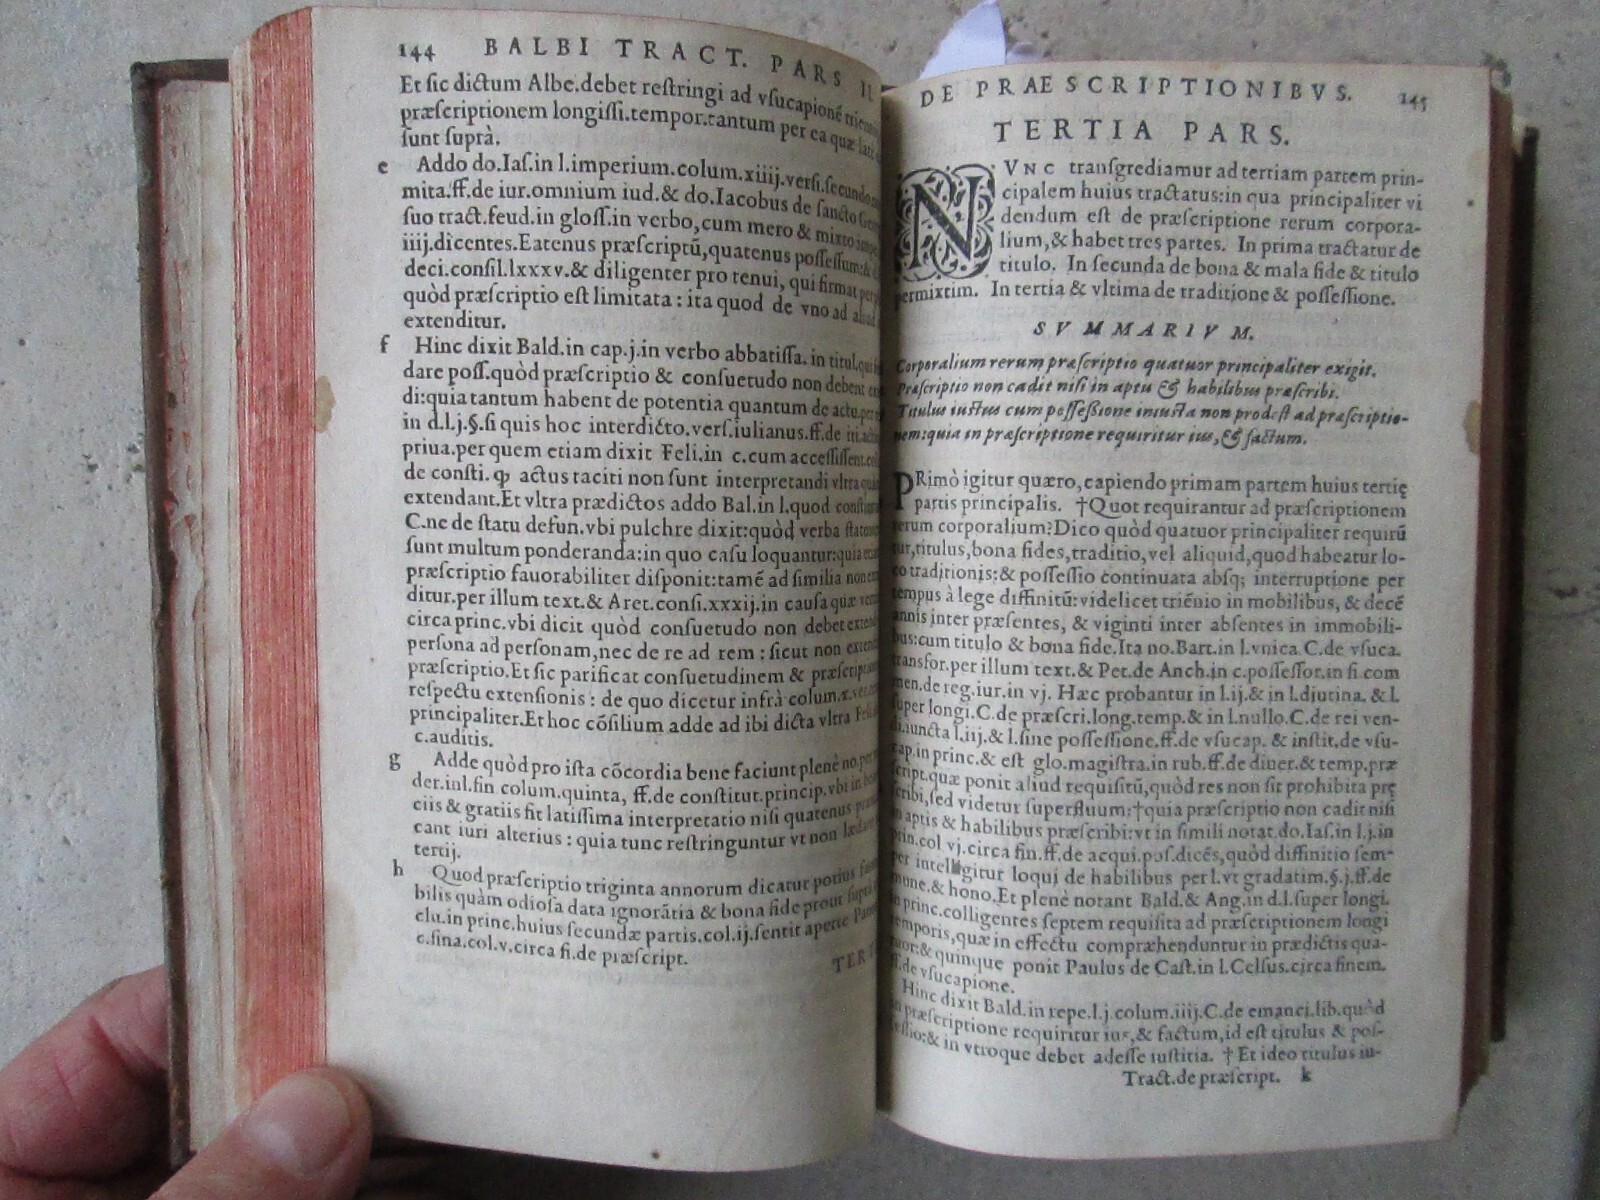 144 BALBI TRACT. PARS II
Et sic dictum Albe.debet restringi ad vsucapionē
præscriptionem longissi.tempor.tantum per ea quæ
sunt suprà.
e Addo do.Ias.in l.imperium.colum.xiiij.versi.secundo
mita.ff.de iur.omnium iud.& do.Iacobus de sancto
suo tract.feud.in gloss.in verbo,cum mero & mixto
iiij.dicentes.Eatenus præscriptū,quatenus possessum:&
deci.consil.lxxxv.& diligenter pro tenui, qui firmat
quòd præscriptio est limitata : ita quod de vno ad
extenditur.
f Hinc dixit Bald.in cap.j.in verbo abbatissa. in titul.
dare poss.quòd præscriptio & consuetudo non debent
di:quia tantum habent de potentia quantum de actu.
in d.l.j.§.si quis hoc interdicto.vers.iulianus.ff.de iti.
priua.per quem etiam dixit Feli.in c.cum accessissent.
de consti. ꝙ actus taciti non sunt interpretandi vltra
extendant.Et vltra prædictos addo Bal.in l.quod
C.ne de statu defun.vbi pulchre dixit:quòd verba
sunt multum ponderanda:in quo casu loquantur:quia
præscriptio fauorabiliter disponit:tamē ad similia non
ditur.per illum text.& Aret.consi.xxxij.in causa quæ
circa princ.vbi dicit quòd consuetudo non debet
persona ad personam,nec de re ad rem : sicut non
præscriptio.Et sic parificat consuetudinem &
respectu extensionis : de quo dicetur infrà colum.x.
principaliter.Et hoc cōsilium adde ad ibi dicta vltra
c.auditis.
g Adde quòd pro ista cōcordia bene faciunt plenè no.
der.iul.fin colum.quinta, ff.de constitut.princip.vbi in
ciis & gratiis fit latissima interpretatio nisi quatenus
cant iuri alterius : quia tunc restringuntur vt non
tertij.
h Quod præscriptio triginta annorum dicatur potius
bilis quàm odiosa data ignorātia & bona fide prout suprà
clu.in princ.huius secundæ partis.col.ij.sentit aperte
c.fina.col.v.circa fi.de præscript.
DE PRAESCRIPTIONIBVS. 145
TERTIA PARS.
NVNC transgrediamur ad tertiam partem prin-
cipalem huius tractatus:in qua principaliter vi
dendum est de præscriptione rerum corpora-
lium,& habet tres partes. In prima tractatur de
titulo. In secunda de bona & mala fide & titulo
permixtim. In tertia & vltima de traditione & possessione.
SVMMARIVM.
Corporalium rerum præscriptio quatuor principaliter exigit.
Præscriptio non cadit nisi in aptu & habilibus præscribi.
Titulus iustus cum possessione iniusta non prodest ad præscriptio-
nem:quia in præscriptione requiritur ius,& factum.
PRimò igitur quæro,capiendo primam partem huius tertię
partis principalis. †Quot requirantur ad præscriptionem
rerum corporalium?Dico quòd quatuor principaliter requirū
tur,titulus,bona fides,traditio,vel aliquid,quod habeatur lo-
co traditionis:& possessio continuata absq; interruptione per
tempus à lege diffinitū:videlicet triēnio in mobilibus, & decē
annis inter præsentes, & viginti inter absentes in immobili-
bus:cum titulo & bona fide.Ita no.Bart.in l.vnica.C.de vsuca.
transfor.per illum text.& Pet.de Anch.in c.possessor.in fi.com
men.de reg.iur.in vj. Hæc probantur in l.ij.& in l.diutina. & l.
super longi.C.de præscri.long.temp.& in l.nullo.C.de rei ven-
di.iuncta l.iij.& l.sine possessione.ff.de vsucap. & instit.de vsu-
cap.in princ.& est glo.magistra.in rub.ff.de diuer.& temp.præ
script.quæ ponit aliud requisitū,quòd res non sit prohibita prę
scribi,sed videtur superfluum:†quia præscriptio non cadit nisi
in aptis & habilibus præscribi:vt in simili notat.do.Ias.in l.j.in
prin.col vj.circa fin.ff.de acqui.pos.dicēs,quòd diffinitio sem-
per intelligitur loqui de habilibus per l.vt gradatim.§.j.ff.de
mune.& hono.Et plenè notant Bald.& Ang.in d.l.super longi.
in princ.colligentes septem requisita ad præscriptionem longi
temporis,quæ in effectu compræhenduntur in prædictis qua-
tuor:& quinque ponit Paulus de Cast.in l.Celsus.circa finem.
ff.de vsucapione.
Hinc dixit Bald.in repe.l.j.colum.iiij.C.de emanci.lib.quòd
in præscriptione requiritur ius,& factum,id est titulus & pos-
sessio:& in vtroque debet adesse iustitia. † Et ideo titulus iu-
Tract.de præscript. k